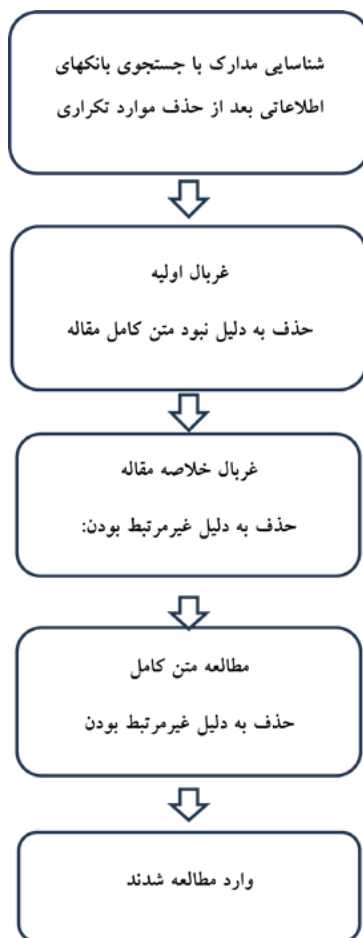 شناسایی مدارک با جستجوی بانکهای
اطلاعاتی بعد از حذف موارد تکراری
غربال اولیه
حذف به دلیل نبود متن کامل مقاله
غربال خلاصه مقاله
حذف به دلیل غیرمرتبط بودن:
مطالعه متن کامل
حذف به دلیل غیرمرتبط بودن
وارد مطالعه شدند